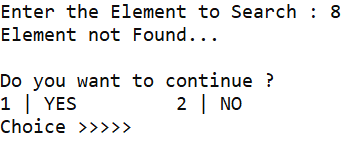 Enter the Element to Search : 8
Element not Found...
Do you want to continue ?
1 | YES        2 | NO
Choice >>>>>